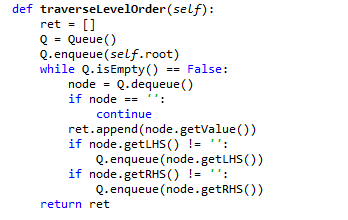 def traverseLevelOrder(self):
    ret = []
    Q = Queue()
    Q.enqueue(self.root)
    while Q.isEmpty() == False:
        node = Q.dequeue()
        if node == '':
            continue
        ret.append(node.getValue())
        if node.getLHS() != '':
            Q.enqueue(node.getLHS())
        if node.getRHS() != '':
            Q.enqueue(node.getRHS())
    return ret